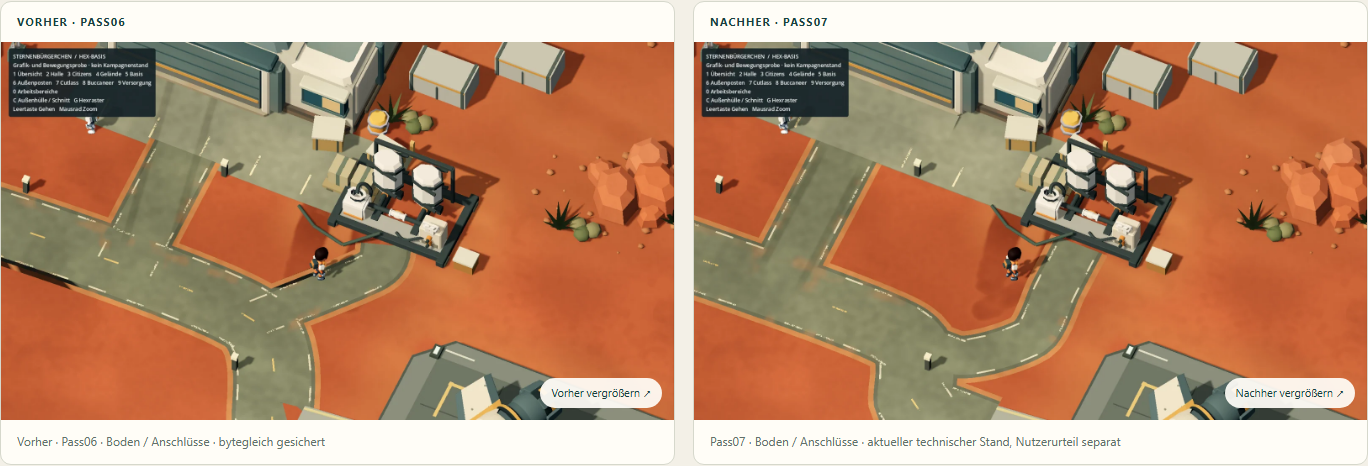 VORHER · PASS06
STERNENBÜRGERCHEN / HEX-BASIS
Grafik- und Bewegungsprobe · kein Kampagnenstand
1 Übersicht 2 Halle 3 Citizens 4 Gelände 5 Basis
6 Außenposten 7 Cutlass 8 Buccaneer 9 Versorgung
0 Arbeitsbereiche
C Außenhülle / Schnitt G Hexraster
Leertaste Gehen Mausrad Zoom
Vorher vergrößern ↗
Vorher · Pass06 · Boden / Anschlüsse · bytegleich gesichert
NACHHER · PASS07
STERNENBÜRGERCHEN / HEX-BASIS
Grafik- und Bewegungsprobe · kein Kampagnenstand
1 Übersicht 2 Halle 3 Citizens 4 Gelände 5 Basis
6 Außenposten 7 Cutlass 8 Buccaneer 9 Versorgung
0 Arbeitsbereiche
C Außenhülle / Schnitt G Hexraster
Leertaste Gehen Mausrad Zoom
Nachher vergrößern ↗
Pass07 · Boden / Anschlüsse · aktueller technischer Stand, Nutzerurteil separat